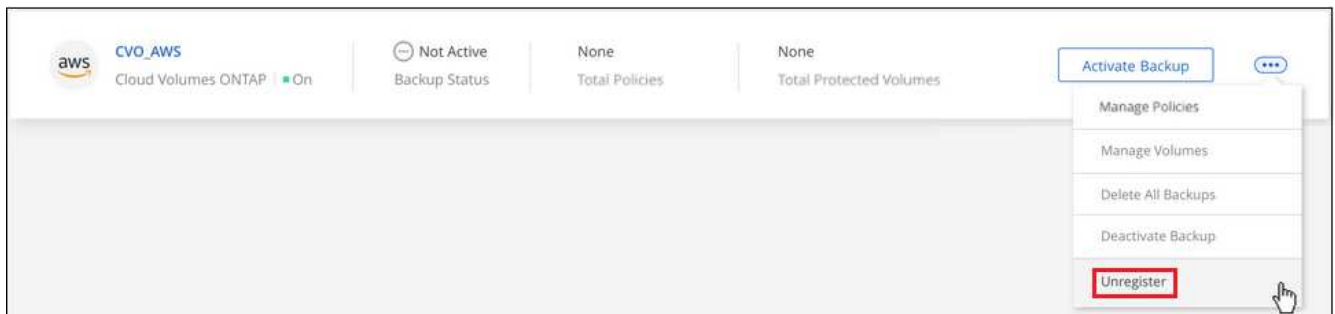 aws
CVO_AWS
Cloud Volumes ONTAP
On
Not Active
Backup Status
None
Total Policies
None
Total Protected Volumes
Activate Backup
Manage Policies
Manage Volumes
Delete All Backups
Deactivate Backup
Unregister